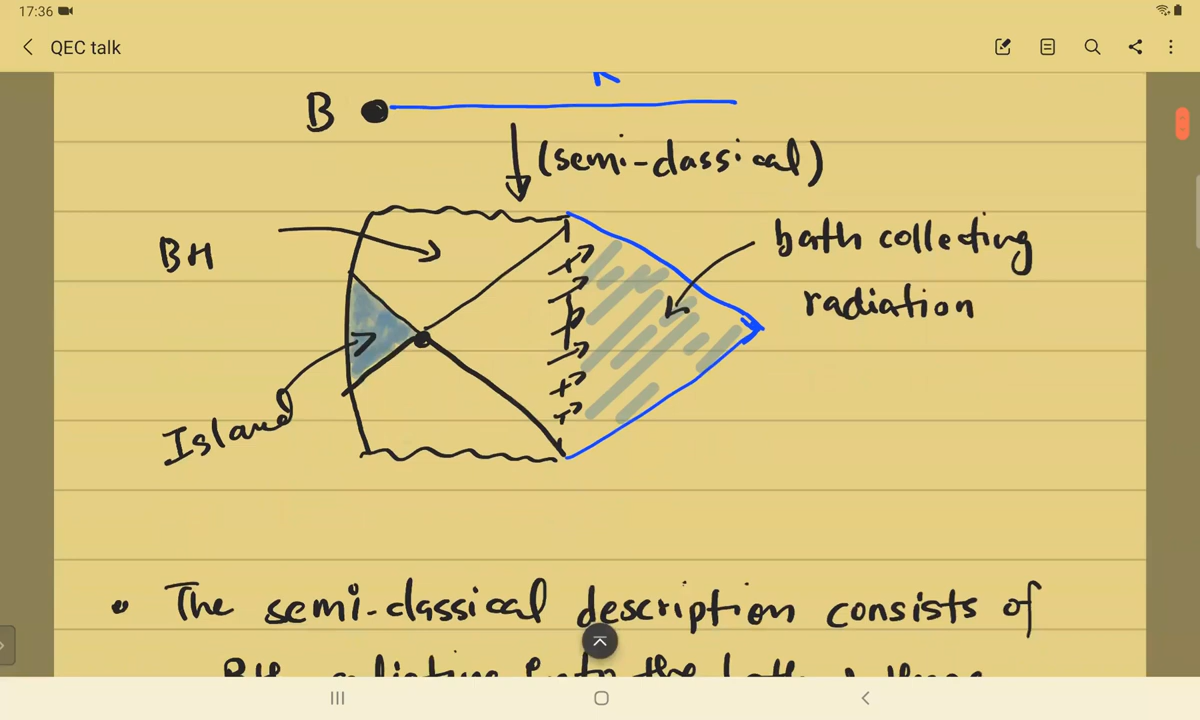 17:36
QEC talk
B
(semi-classical)
BH
bath collecting
radiation
Island
• The semi-classical description consists of